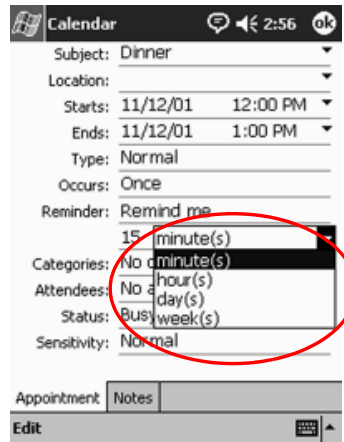 Calendar 2:56 ok
Subject: Dinner
Location:
Starts: 11/12/01 12:00 PM
Ends: 11/12/01 1:00 PM
Type: Normal
Occurs: Once
Reminder: Remind me
15 minute(s)
minute(s)
Categories: No
hour(s)
Attendees: No
day(s)
Status: Busy
week(s)
Sensitivity: Normal
Appointment Notes
Edit